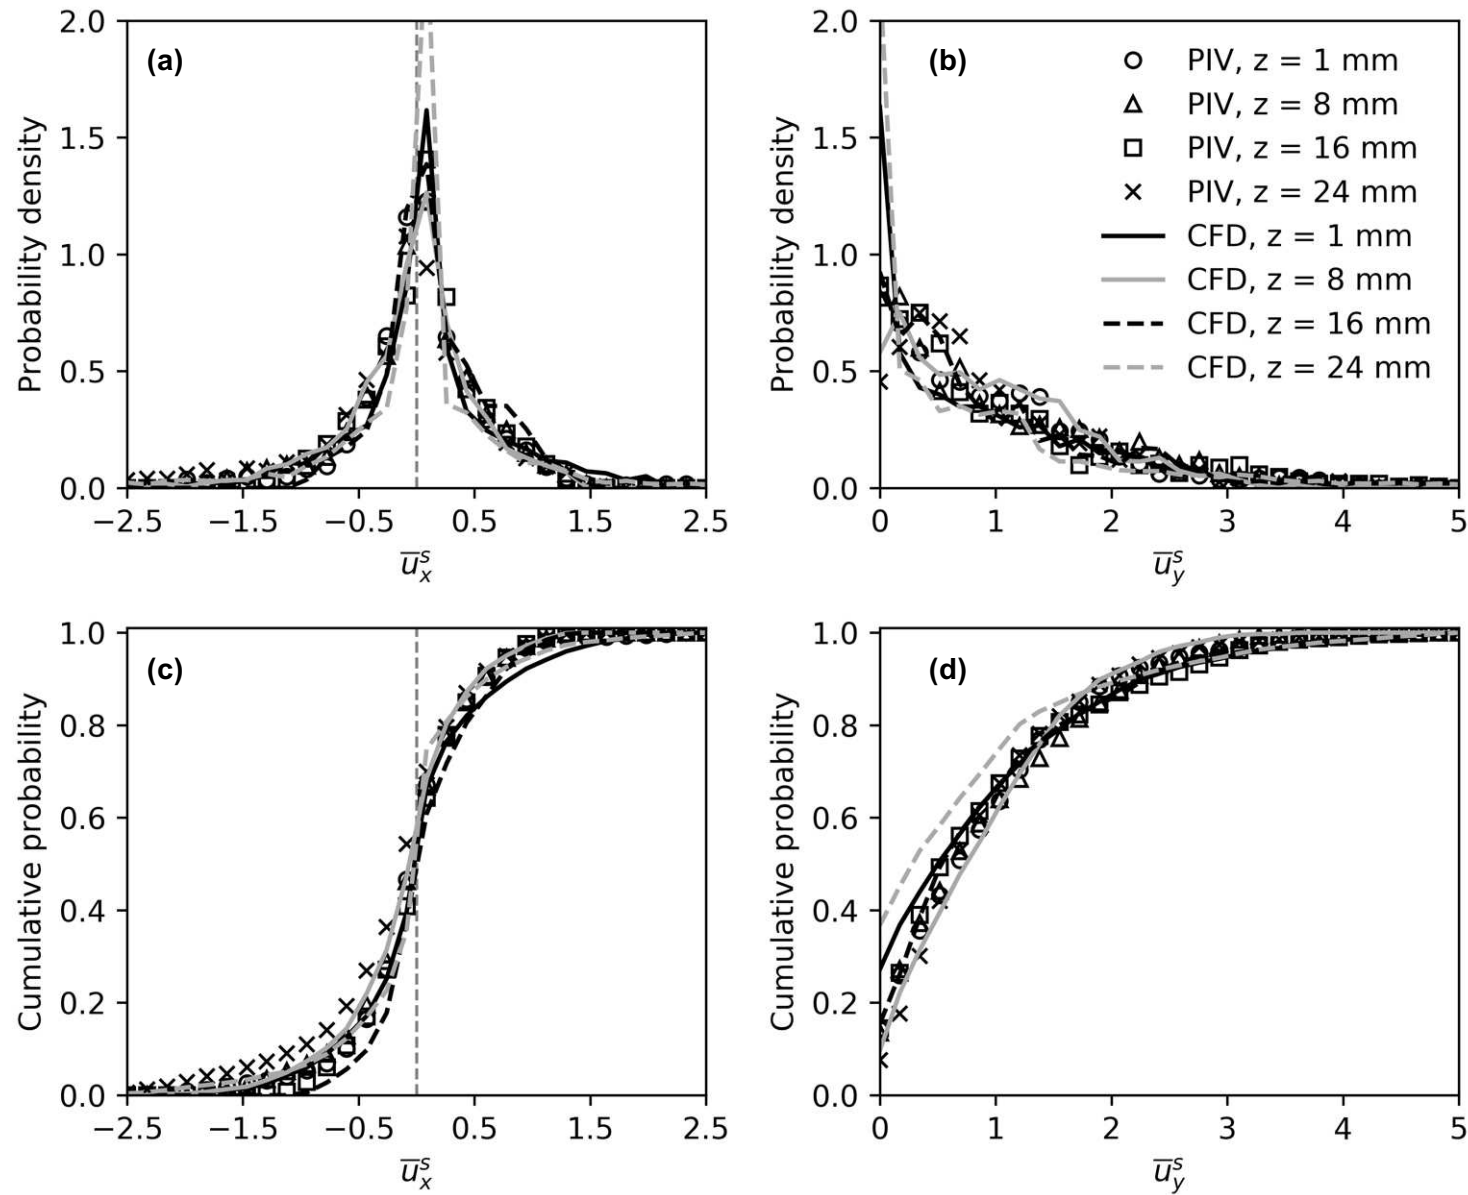 (a)
Probability density
2.0
1.5
1.0
0.5
0.0
−2.5 −1.5 −0.5 0.5 1.5 2.5
u̅ₓˢ
(b)
Probability density
2.0
1.5
1.0
0.5
0.0
PIV, z = 1 mm
PIV, z = 8 mm
PIV, z = 16 mm
PIV, z = 24 mm
CFD, z = 1 mm
CFD, z = 8 mm
CFD, z = 16 mm
CFD, z = 24 mm
0 1 2 3 4 5
u̅_y^s
(c)
Cumulative probability
1.0
0.8
0.6
0.4
0.2
0.0
−2.5 −1.5 −0.5 0.5 1.5 2.5
u̅ₓˢ
(d)
Cumulative probability
1.0
0.8
0.6
0.4
0.2
0.0
0 1 2 3 4 5
u̅_y^s